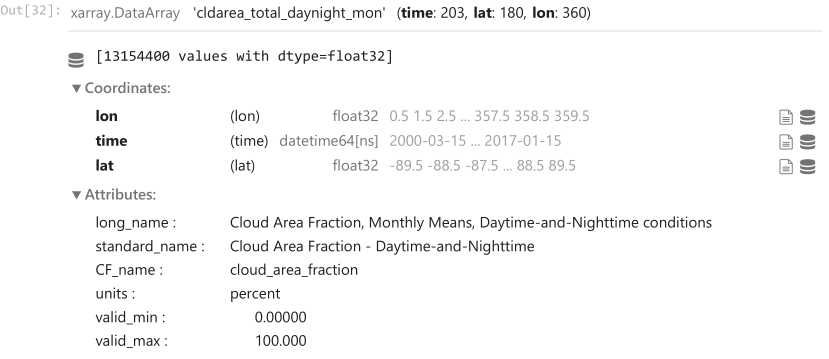 Out[32]: xarray.DataArray 'cldarea_total_daynight_mon' (time: 203, lat: 180, lon: 360)
[13154400 values with dtype=float32]
▼ Coordinates:
lon (lon) float32 0.5 1.5 2.5 ... 357.5 358.5 359.5
time (time) datetime64[ns] 2000-03-15 ... 2017-01-15
lat (lat) float32 -89.5 -88.5 -87.5 ... 88.5 89.5
▼ Attributes:
long_name : Cloud Area Fraction, Monthly Means, Daytime-and-Nighttime conditions
standard_name : Cloud Area Fraction - Daytime-and-Nighttime
CF_name : cloud_area_fraction
units : percent
valid_min : 0.00000
valid_max : 100.000